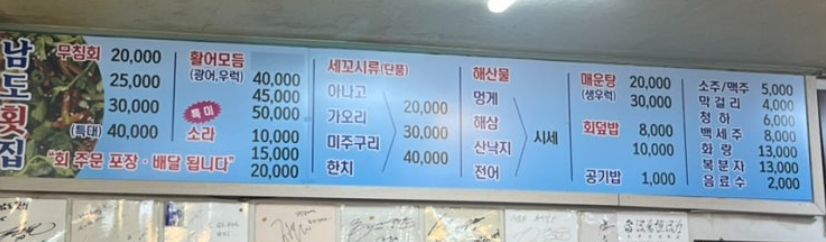 남도횟집
무침회 20,000
25,000
30,000
(특대) 40,000
"회 주문 포장·배달 됩니다"
활어모듬
(광어,우럭) 40,000
45,000
특미 50,000
소라 10,000
15,000
20,000
세꼬시류(단품)
아나고
가오리
미주구리
한치
20,000
30,000
40,000
해산물
멍게
해삼
산낙지
전어
시세
매운탕 20,000
(생우럭) 30,000
회덮밥 8,000
10,000
공기밥 1,000
소주/맥주 5,000
막걸리 4,000
청하 6,000
백세주 8,000
화랑 13,000
복분자 13,000
음료수 2,000